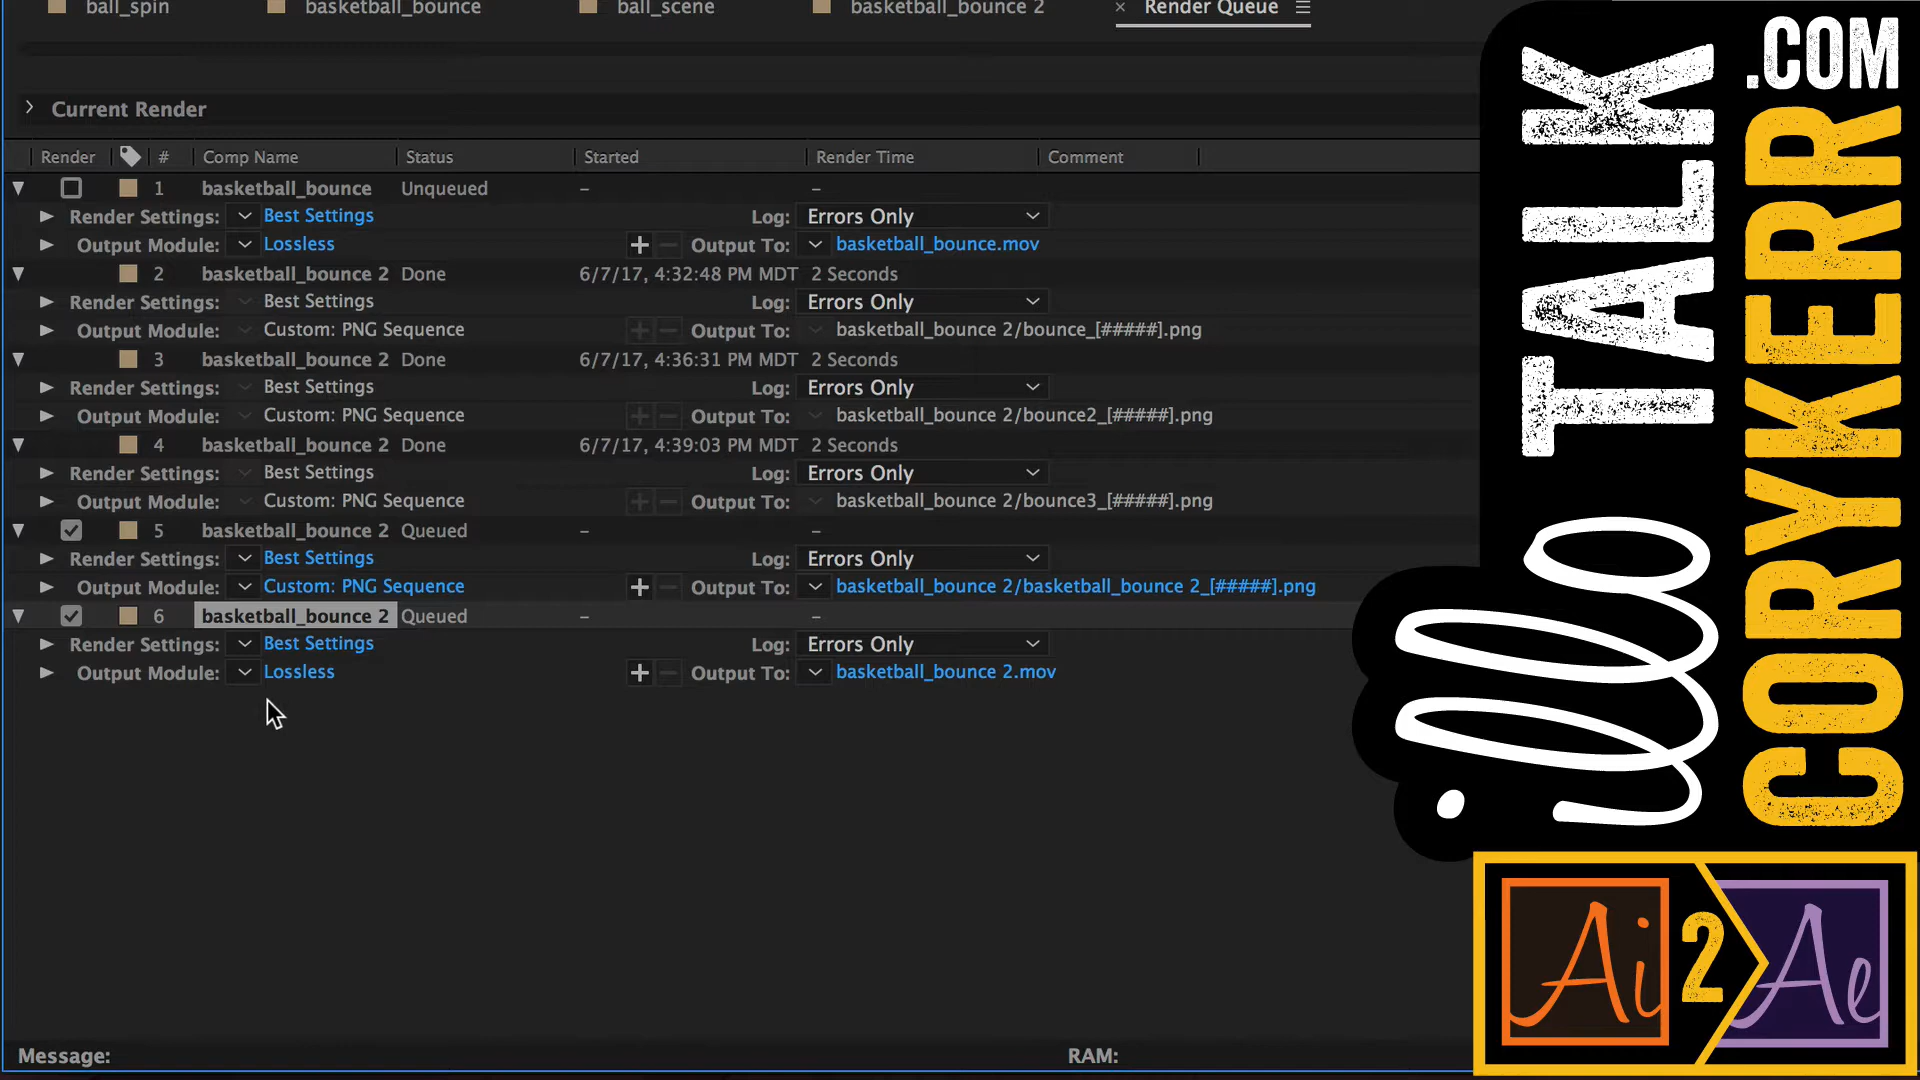 ball_spin basketball_bounce ball_scene basketball_bounce 2 × Render Queue
Current Render
Render # Comp Name Status Started Render Time Comment
1 basketball_bounce Unqueued – –
Render Settings: Best Settings Log: Errors Only
Output Module: Lossless + – Output To: basketball_bounce.mov
2 basketball_bounce 2 Done 6/7/17, 4:32:48 PM MDT 2 Seconds
Render Settings: Best Settings Log: Errors Only
Output Module: Custom: PNG Sequence + – Output To: basketball_bounce 2/bounce_[#####].png
3 basketball_bounce 2 Done 6/7/17, 4:36:31 PM MDT 2 Seconds
Render Settings: Best Settings Log: Errors Only
Output Module: Custom: PNG Sequence + – Output To: basketball_bounce 2/bounce2_[#####].png
4 basketball_bounce 2 Done 6/7/17, 4:39:03 PM MDT 2 Seconds
Render Settings: Best Settings Log: Errors Only
Output Module: Custom: PNG Sequence + – Output To: basketball_bounce 2/bounce3_[#####].png
5 basketball_bounce 2 Queued – –
Render Settings: Best Settings Log: Errors Only
Output Module: Custom: PNG Sequence + – Output To: basketball_bounce 2/basketball_bounce 2_[#####].png
6 basketball_bounce 2 Queued – –
Render Settings: Best Settings Log: Errors Only
Output Module: Lossless + – Output To: basketball_bounce 2.mov
Message: RAM:
illo TALK
CORYKERR.COM
Ai 2 Ae